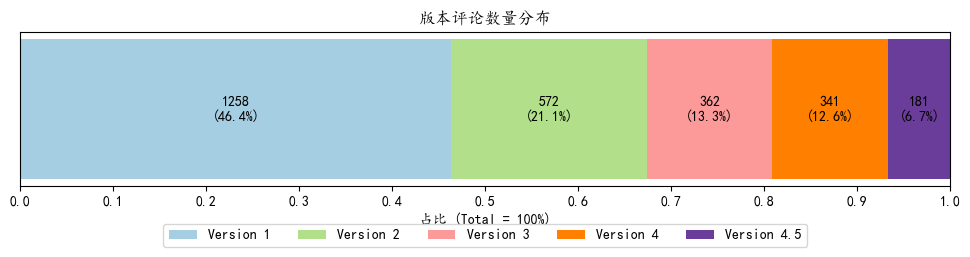 版本评论数量分布
1258 572 362 341 181
(46.4%) (21.1%) (13.3%) (12.6%) (6.7%)
0.0 0.1 0.2 0.3 0.4 0.5 0.6 0.7 0.8 0.9 1.0
占比 (Total = 100%)
Version 1 Version 2 Version 3 Version 4 Version 4.5